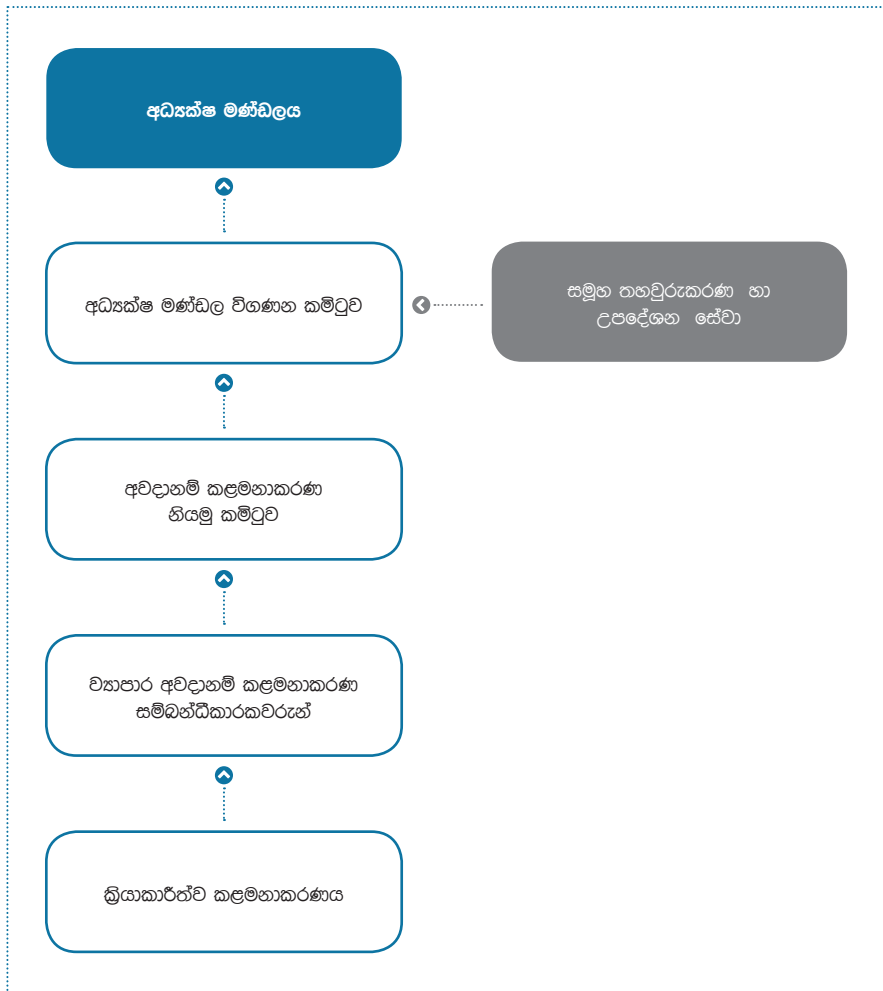 අධ්‍යක්ෂ මණ්ඩලය
අධ්‍යක්ෂ මණ්ඩල විගණන කමිටුව
සමූහ තහවුරුකරණ හා
උපදේශන සේවා
අවදානම් කළමනාකරණ
නියමු කමිටුව
ව්‍යාපාර අවදානම් කළමනාකරණ
සම්බන්ධීකාරකවරුන්
ක්‍රියාකාරීත්ව කළමනාකරණය